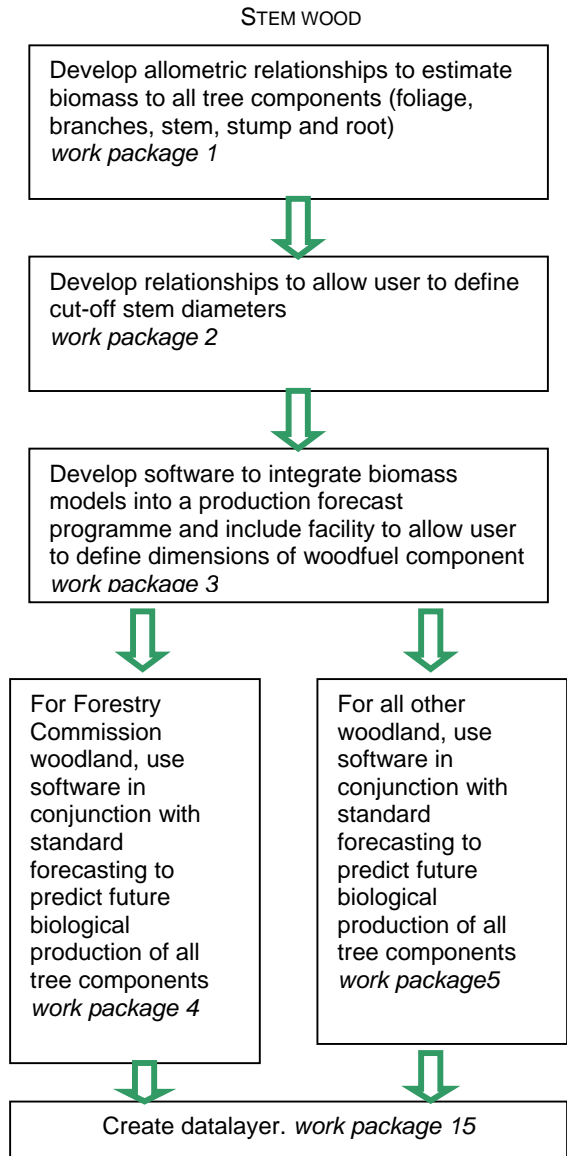 STEM WOOD
Develop allometric relationships to estimate
biomass to all tree components (foliage,
branches, stem, stump and root)
work package 1
Develop relationships to allow user to define
cut-off stem diameters
work package 2
Develop software to integrate biomass
models into a production forecast
programme and include facility to allow user
to define dimensions of woodfuel component
work package 3
For Forestry
Commission
woodland, use
software in
conjunction with
standard
forecasting to
predict future
biological
production of all
tree components
work package 4
For all other
woodland, use
software in
conjunction with
standard
forecasting to
predict future
biological
production of all
tree components
work package5
Create datalayer. work package 15